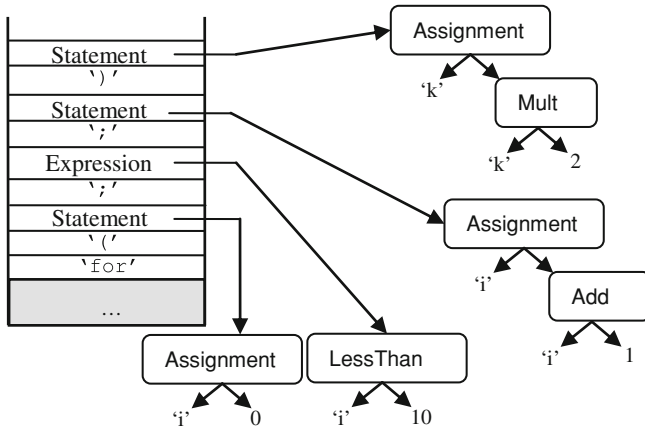 Statement
‘)’
Statement
‘;’
Expression
‘;’
Statement
‘(’
‘for’
...
Assignment
‘k’
Mult
‘k’ 2
Assignment
‘i’
Add
‘i’ 1
Assignment
‘i’ 0
LessThan
‘i’ 10